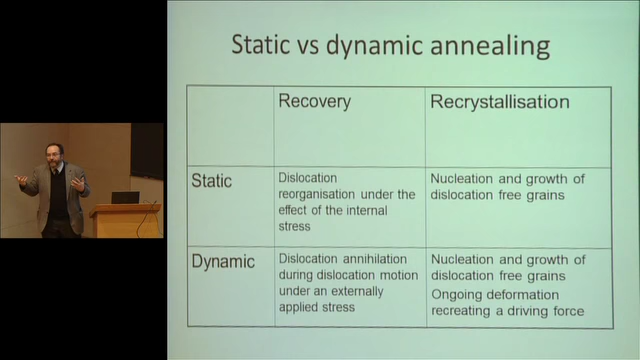 Static vs dynamic annealing
Recovery
Recrystallisation
Static
Dislocation
reorganisation under the
effect of the internal
stress
Nucleation and growth of
dislocation free grains
Dynamic
Dislocation annihilation
during dislocation motion
under an externally
applied stress
Nucleation and growth of
dislocation free grains
Ongoing deformation
recreating a driving force